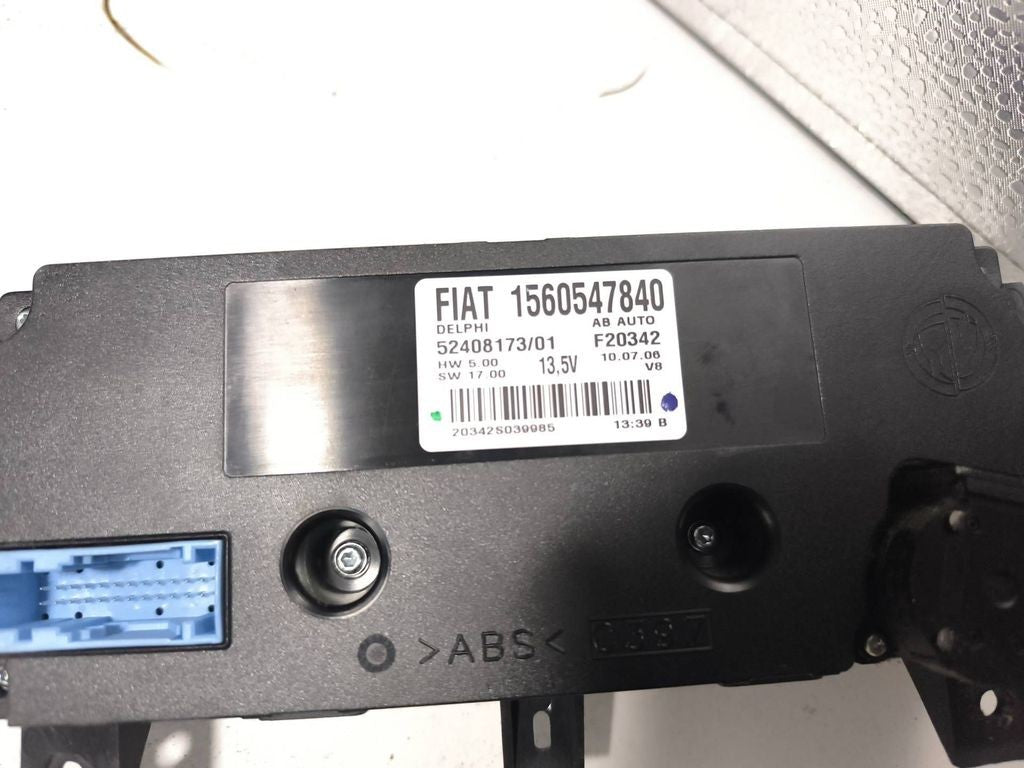 FIAT 1560547840
DELPHI AB AUTO
52408173/01 F20342
HW 5.00 13,5V 10.07.06
SW 17.00 V8
20342S039985 13:39 B
>ABS< C387